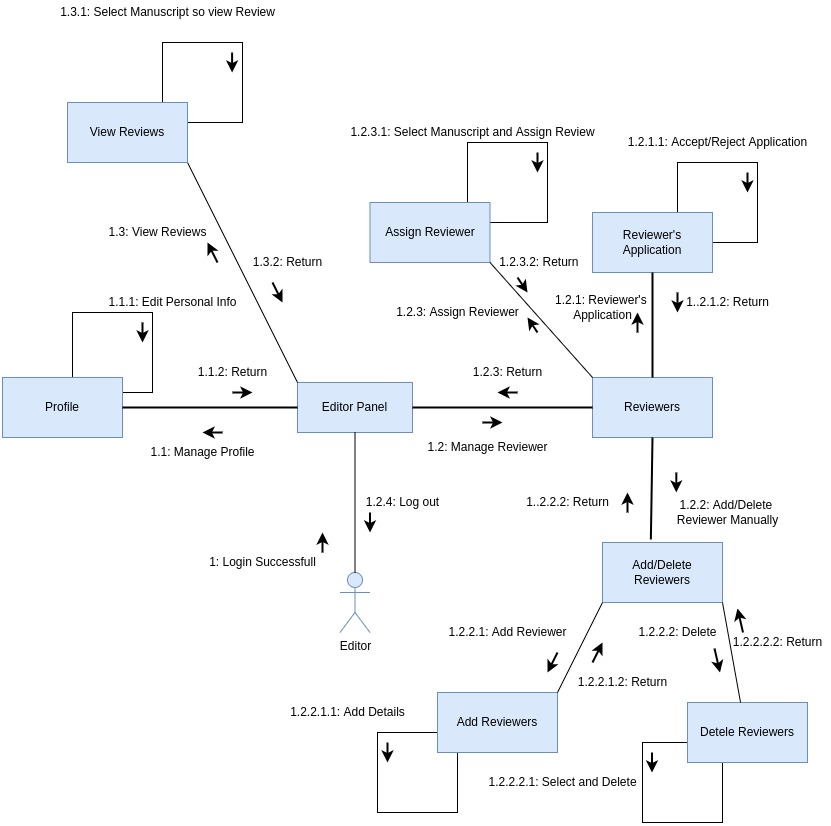 1.3.1: Select Manuscript so view Review
View Reviews
1.2.3.1: Select Manuscript and Assign Review
1.2.1.1: Accept/Reject Application
1.3: View Reviews
Assign Reviewer
Reviewer's
Application
1.3.2: Return
1.2.3.2: Return
1.1.1: Edit Personal Info
1.2.3: Assign Reviewer
1.2.1: Reviewer's
Application
1..2.1.2: Return
1.1.2: Return
1.2.3: Return
Profile
Editor Panel
Reviewers
1.1: Manage Profile
1.2: Manage Reviewer
1.2.4: Log out
1..2.2.2: Return
1.2.2: Add/Delete
Reviewer Manually
1: Login Successfull
Add/Delete
Reviewers
Editor
1.2.2.1: Add Reviewer
1.2.2.2: Delete
1.2.2.2.2: Return
1.2.2.1.2: Return
1.2.2.1.1: Add Details
Add Reviewers
Detele Reviewers
1.2.2.2.1: Select and Delete